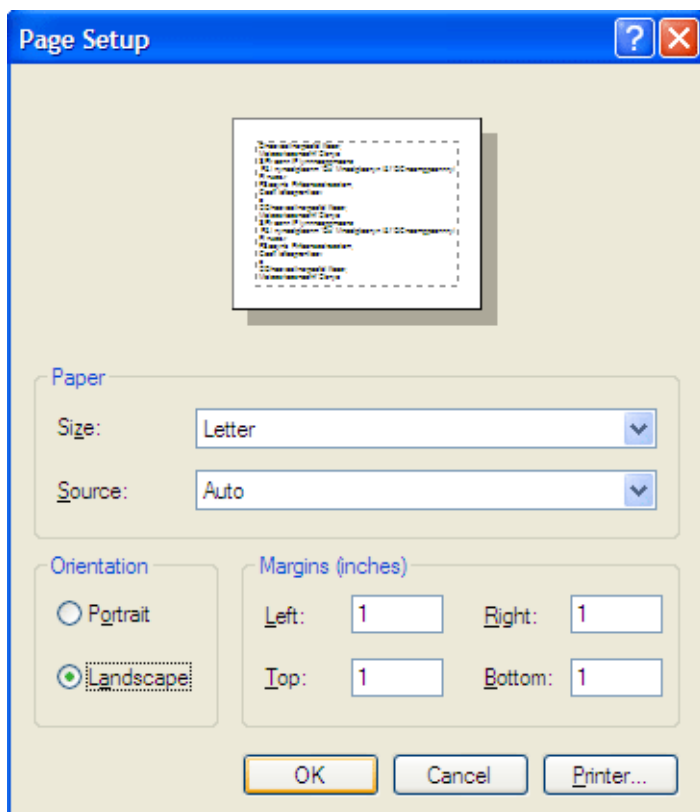 Page Setup
Paper
Size: Letter
Source: Auto
Orientation
Portrait
Landscape
Margins (inches)
Left: 1 Right: 1
Top: 1 Bottom: 1
OK Cancel Printer...